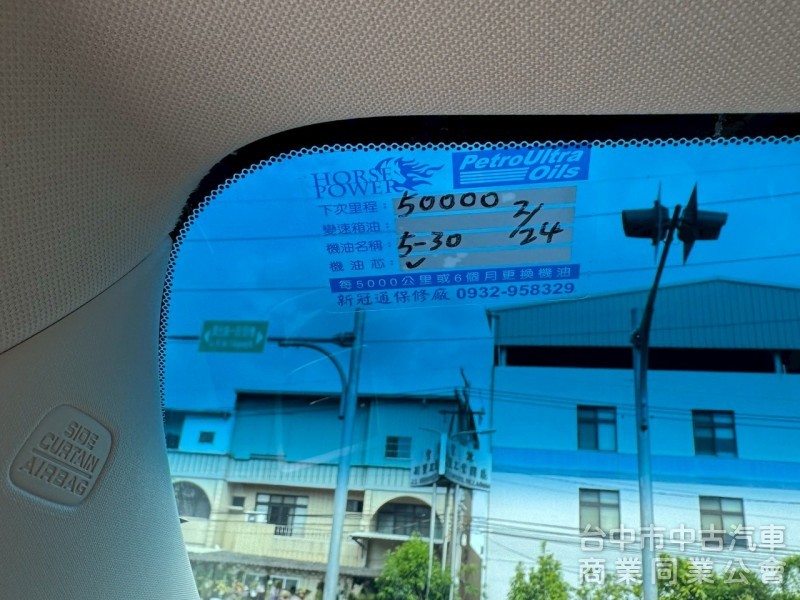 HORSE POWER
PetroUltra Oils
下次里程：50000
變速箱油： 2/24
機油名稱：5-30
機油芯：✓
每5000公里或6個月更換機油
新冠通保修廠 0932-958329
SIDE
CURTAIN
AIRBAG
台中市中古汽車
商業同業公會